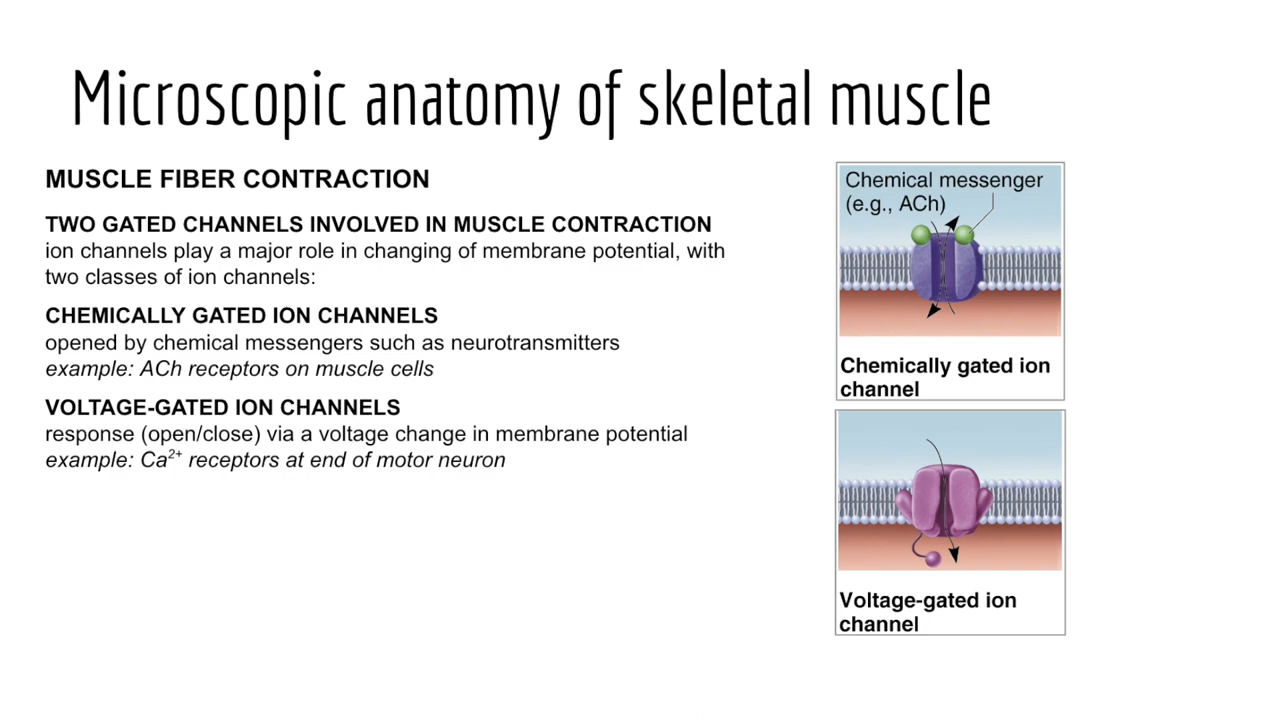 Microscopic anatomy of skeletal muscle
MUSCLE FIBER CONTRACTION
TWO GATED CHANNELS INVOLVED IN MUSCLE CONTRACTION
ion channels play a major role in changing of membrane potential, with
two classes of ion channels:
CHEMICALLY GATED ION CHANNELS
opened by chemical messengers such as neurotransmitters
example: ACh receptors on muscle cells
VOLTAGE-GATED ION CHANNELS
response (open/close) via a voltage change in membrane potential
example: Ca²⁺ receptors at end of motor neuron
Chemical messenger
(e.g., ACh)
Chemically gated ion
channel
Voltage-gated ion
channel